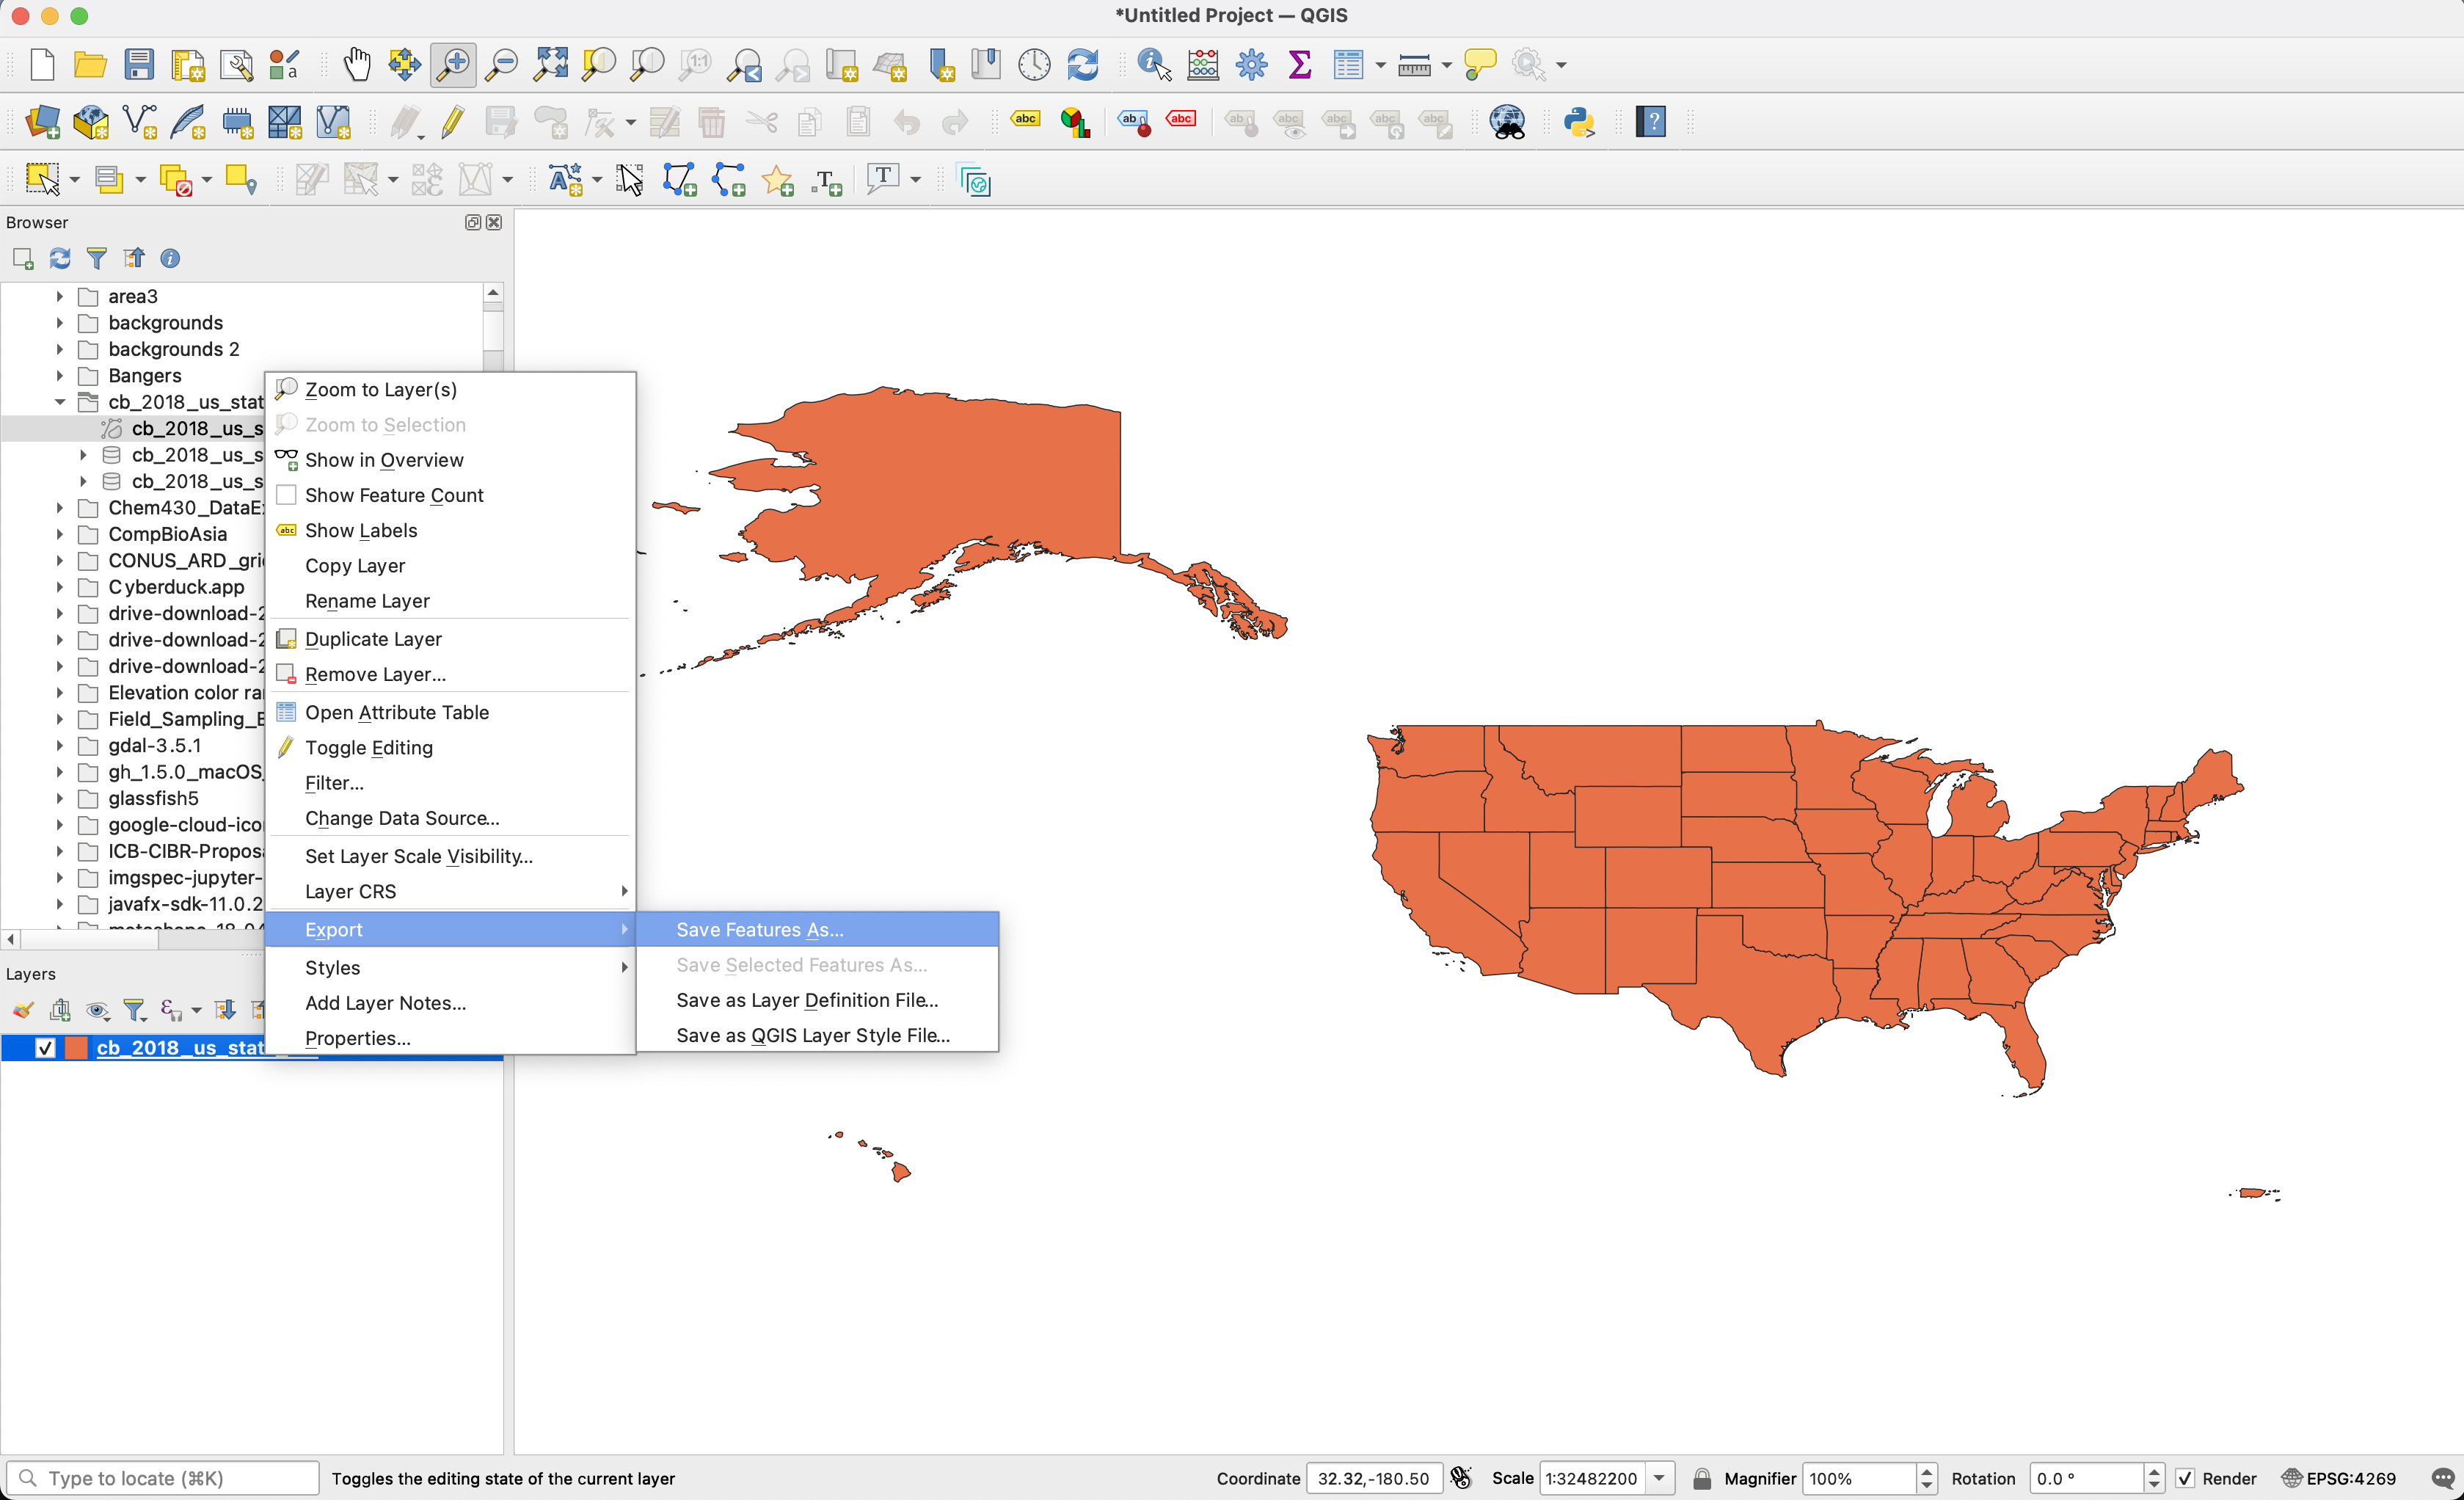 *Untitled Project — QGIS
Browser
area3
backgrounds
backgrounds 2
Bangers
cb_2018_us_stat
cb_2018_us_s
cb_2018_us_s
cb_2018_us_s
Chem430_DataE
CompBioAsia
CONUS_ARD_gri
Cyberduck.app
drive-download-2
drive-download-2
drive-download-2
Elevation color ra
Field_Sampling_E
gdal-3.5.1
gh_1.5.0_macOS_
glassfish5
google-cloud-ico
ICB-CIBR-Propos
imgspec-jupyter-
javafx-sdk-11.0.2
Zoom to Layer(s)
Zoom to Selection
Show in Overview
Show Feature Count
abc Show Labels
Copy Layer
Rename Layer
Duplicate Layer
Remove Layer...
Open Attribute Table
Toggle Editing
Filter...
Change Data Source...
Set Layer Scale Visibility...
Layer CRS
Export
Styles
Add Layer Notes...
Properties...
Save Features As...
Save Selected Features As...
Save as Layer Definition File...
Save as QGIS Layer Style File...
Layers
cb_2018_us_stat
Type to locate (⌘K)
Toggles the editing state of the current layer
Coordinate 32.32,-180.50
Scale 1:32482200
Magnifier 100%
Rotation 0.0 °
Render
EPSG:4269